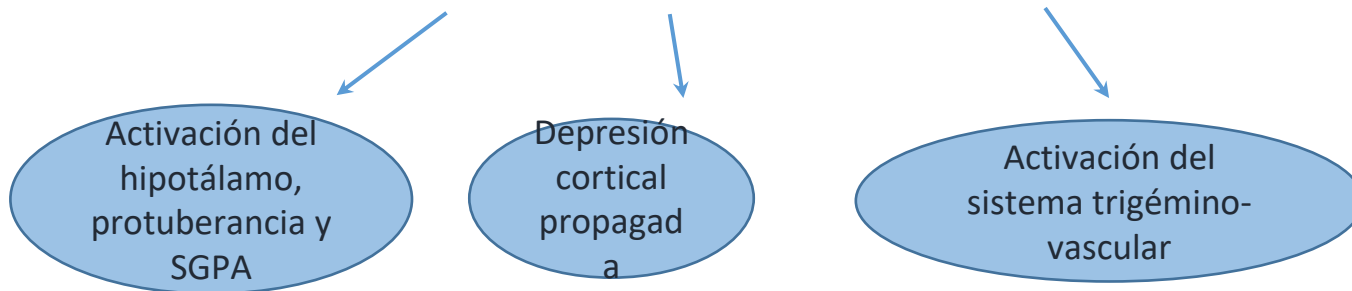 Activación del
hipotálamo,
protuberancia y
SGPA
Depresión
cortical
propagad
a
Activación del
sistema trigémino-
vascular